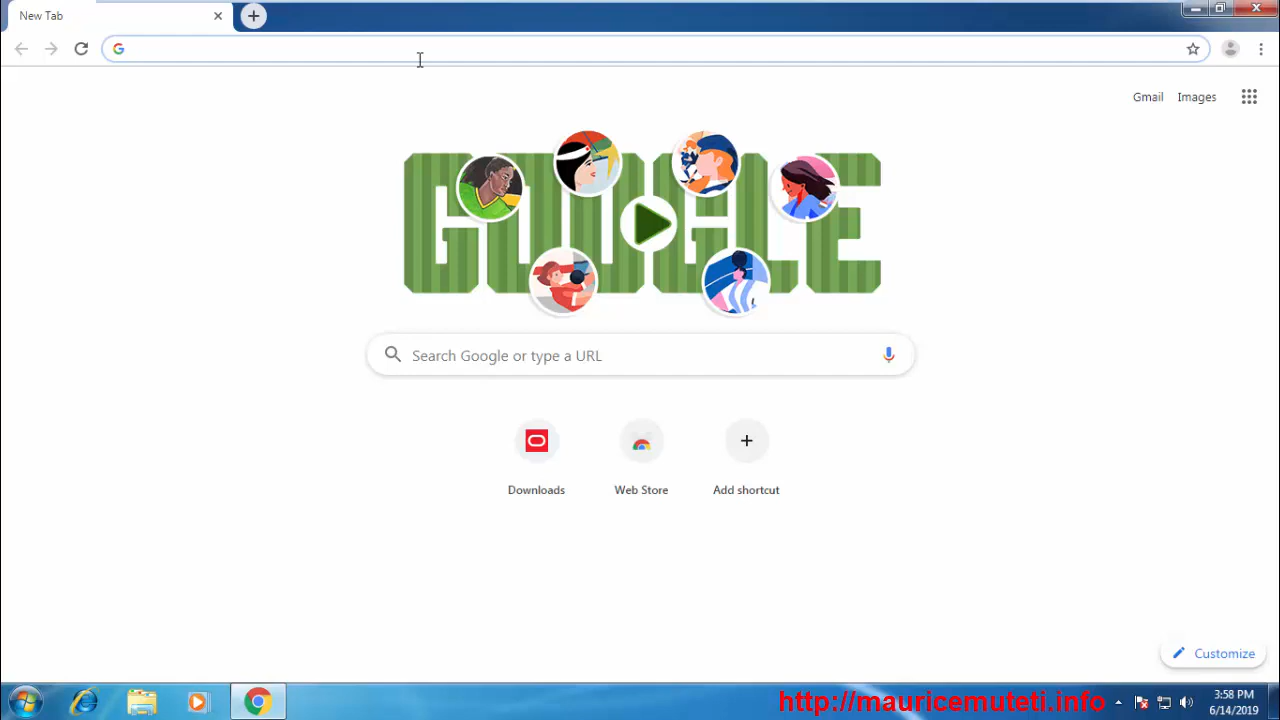 New Tab
Gmail
Images
GOOGLE
Search Google or type a URL
Downloads
Web Store
Add shortcut
Customize
http://mauricemuteti.info
3:58 PM
6/14/2019